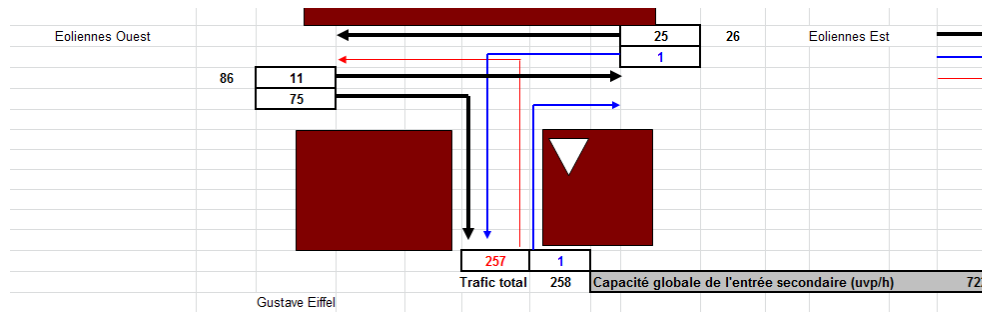 Eoliennes Ouest 25 26 Eoliennes Est
1
86 11
75
257 1
Trafic total 258 Capacité globale de l'entrée secondaire (uvp/h)
Gustave Eiffel